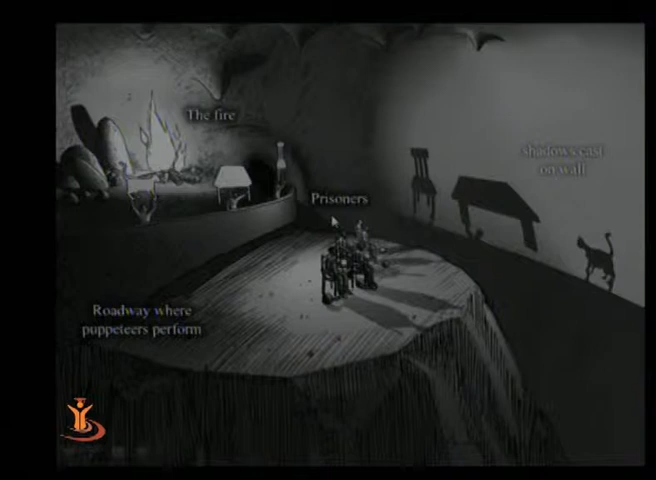 The fire
shadows cast
on wall
Prisoners
Roadway where
puppeteers perform